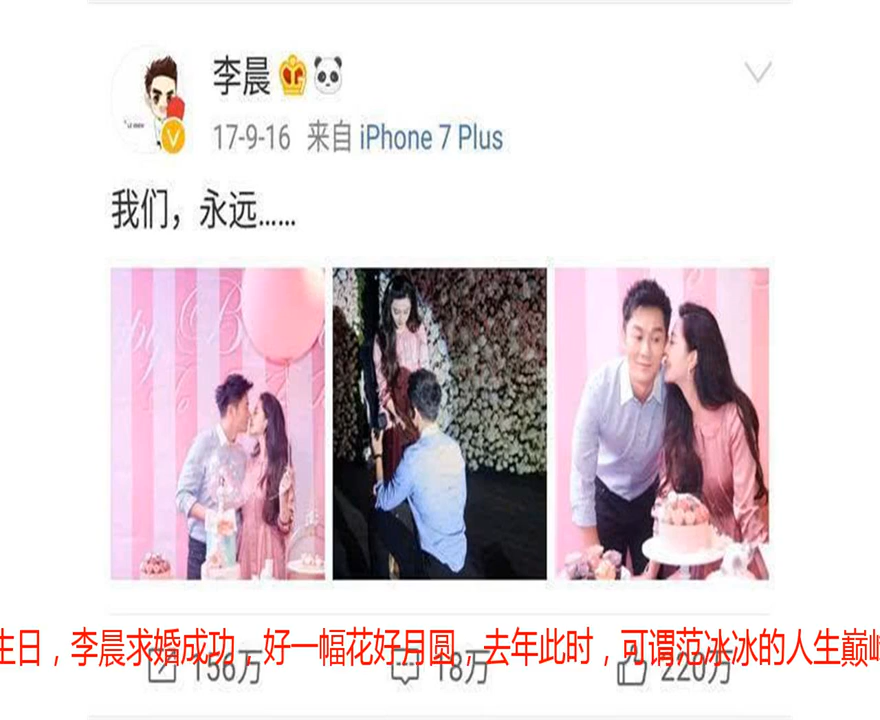 李晨
17-9-16 来自 iPhone 7 Plus
我们，永远……
生日，李晨求婚成功，好一幅花好月圆，去年此时，可谓范冰冰的人生巅峰
156万 18万 220万